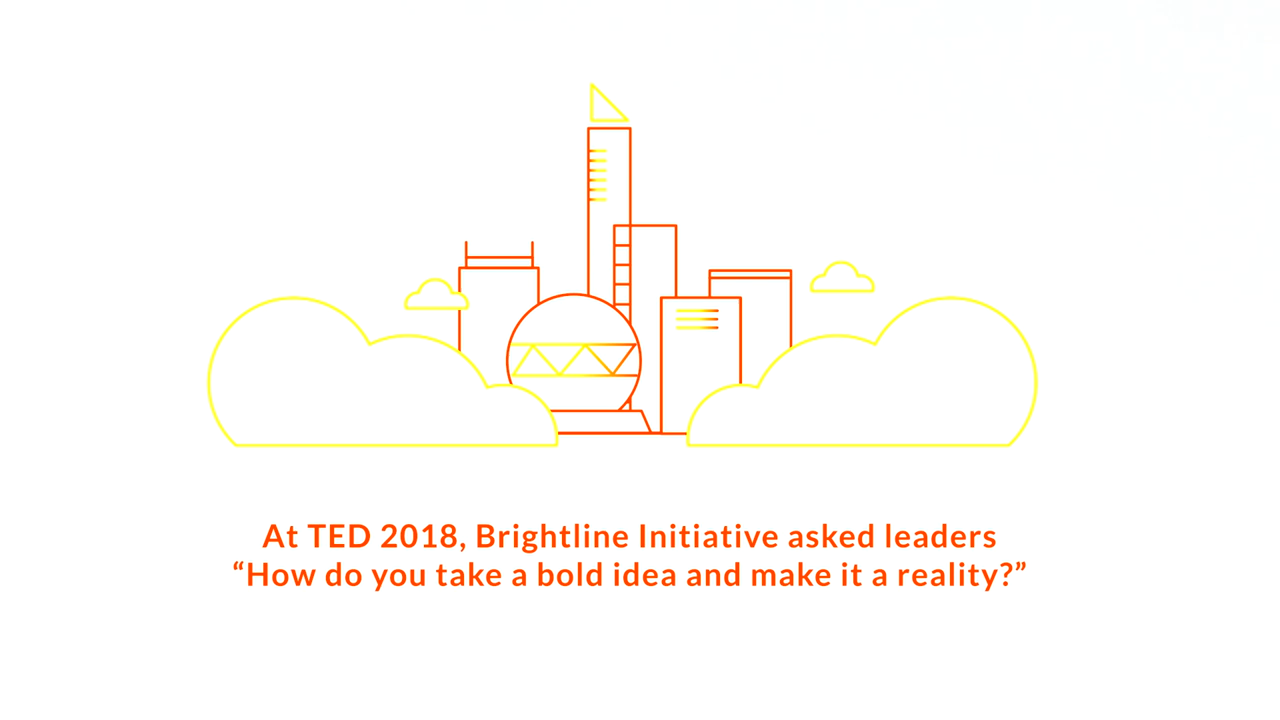 At TED 2018, Brightline Initiative asked leaders
“How do you take a bold idea and make it a reality?”